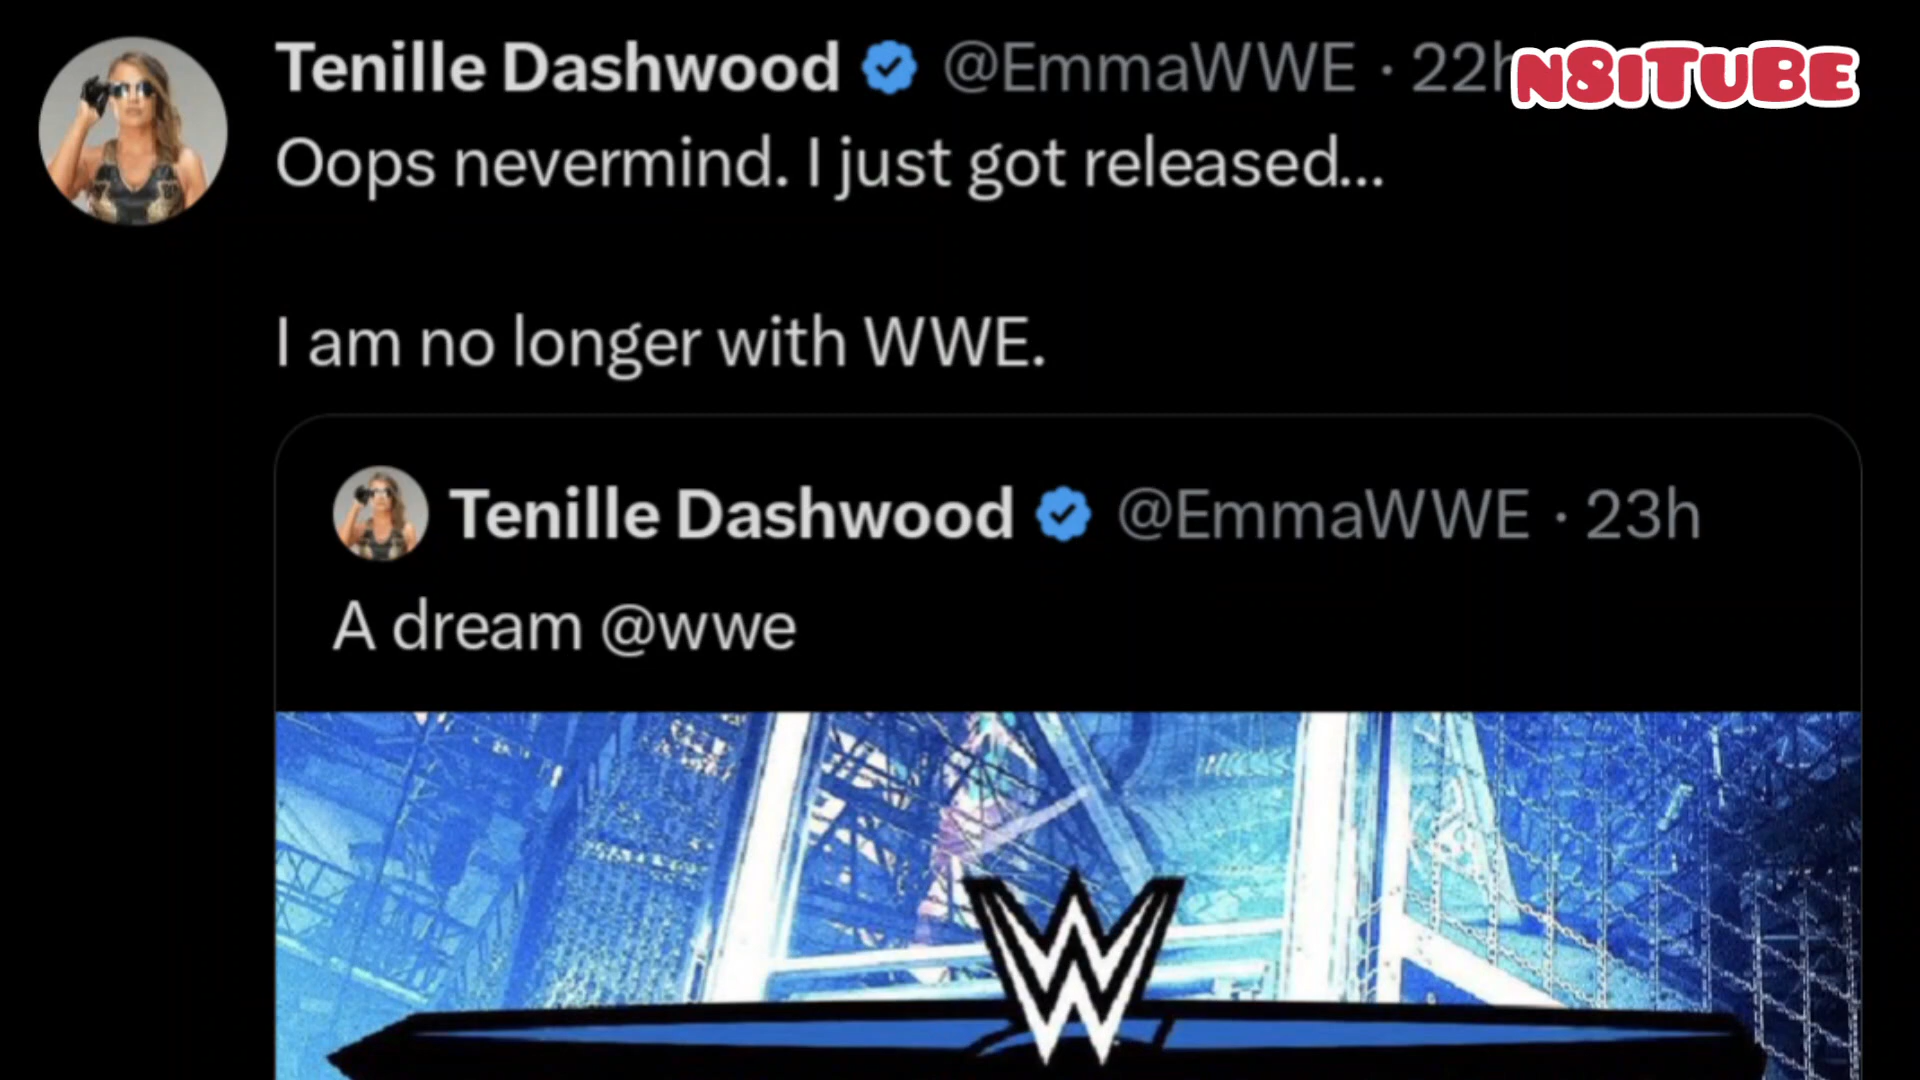 Tenille Dashwood @EmmaWWE · 22h
N8iTUBE
Oops nevermind. I just got released...
I am no longer with WWE.
Tenille Dashwood @EmmaWWE · 23h
A dream @wwe
W